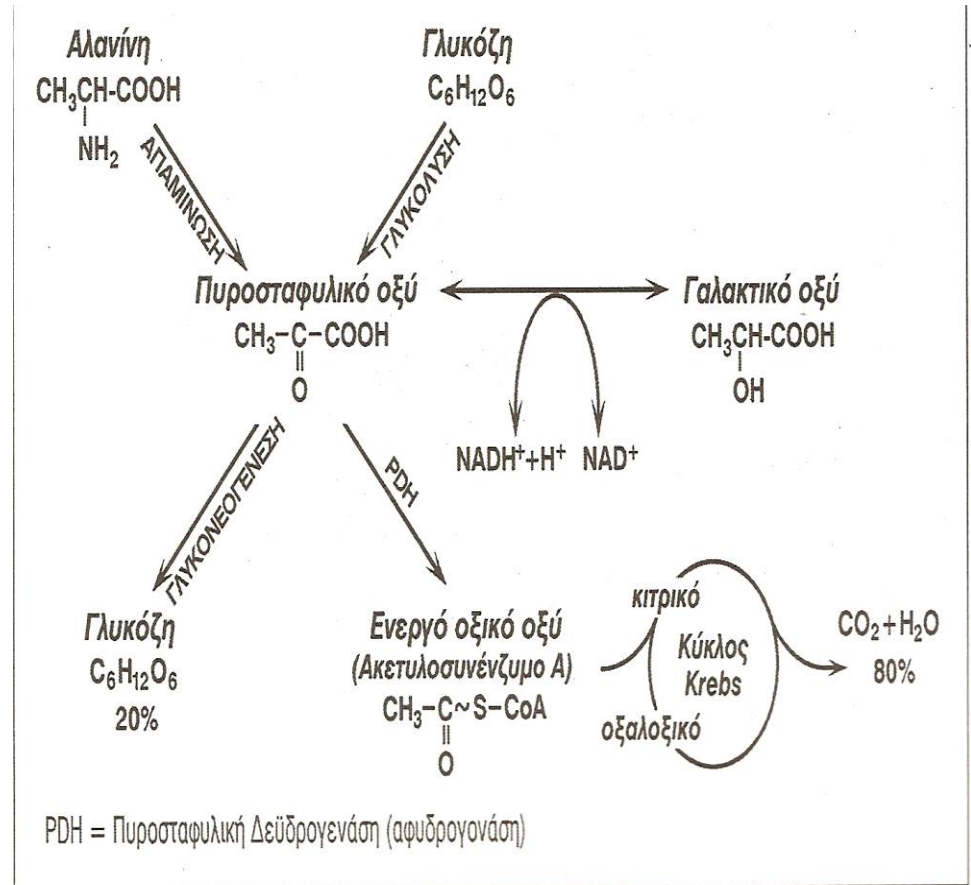 Αλανίνη
CH₃CH-COOH
NH₂
ΑΠΑΜΙΝΩΣΗ
Γλυκόζη
C₆H₁₂O₆
ΓΛΥΚΟΛΥΣΗ
Πυροσταφυλικό οξύ
CH₃–C–COOH
O
Γαλακτικό οξύ
CH₃CH-COOH
OH
NADH⁺+H⁺ NAD⁺
ΓΛΥΚΟΝΕΟΓΕΝΕΣΗ
PDH
Γλυκόζη
C₆H₁₂O₆
20%
Ενεργό οξικό οξύ
(Ακετυλοσυνένζυμο Α)
CH₃–C~S–CoA
O
κιτρικό
Κύκλος
Krebs
οξαλοξικό
CO₂+H₂O
80%
PDH = Πυροσταφυλική Δεϋδρογενάση (αφυδρογονάση)